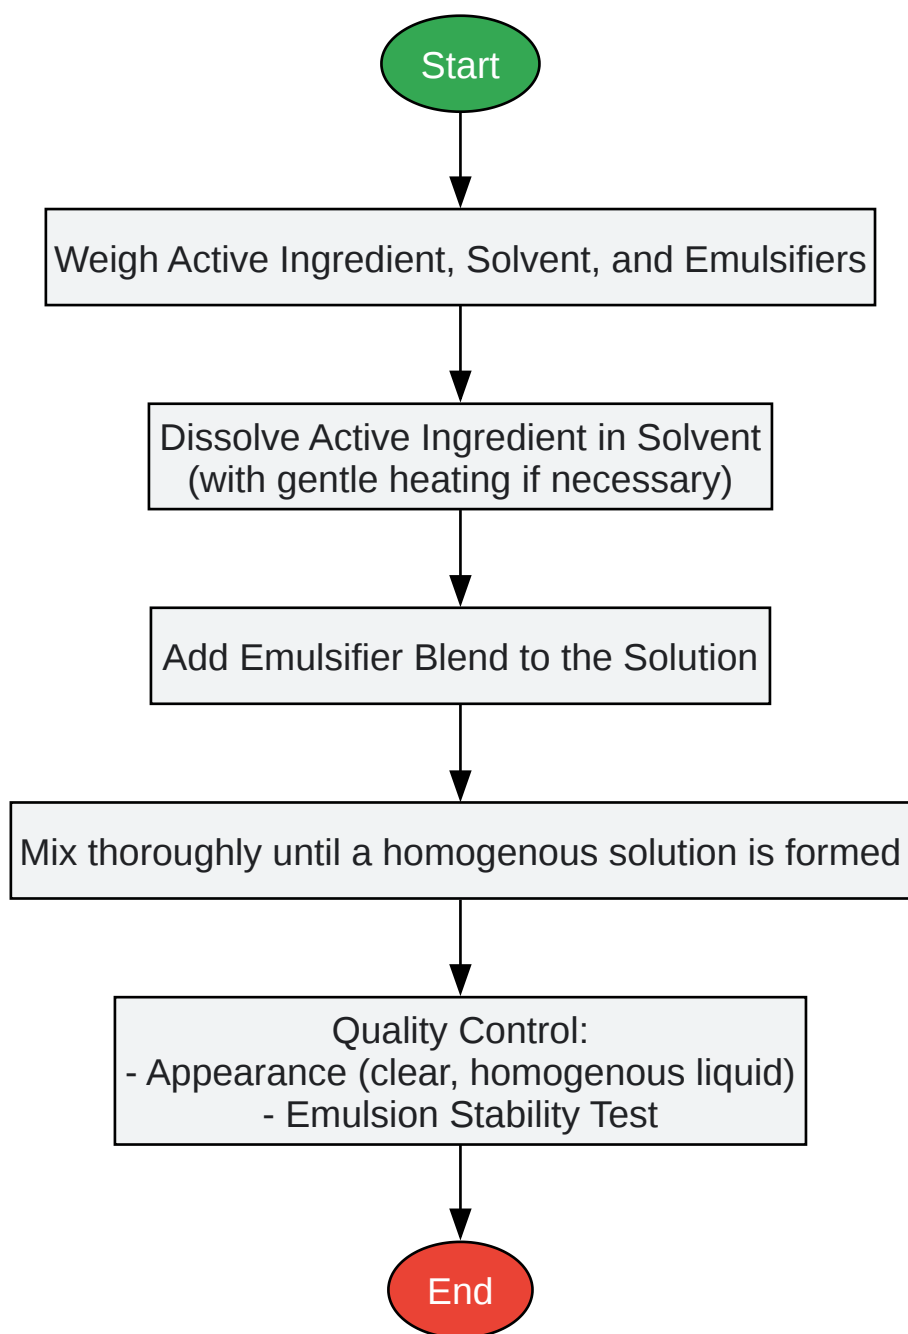 Start
Weigh Active Ingredient, Solvent, and Emulsifiers
Dissolve Active Ingredient in Solvent
(with gentle heating if necessary)
Add Emulsifier Blend to the Solution
Mix thoroughly until a homogenous solution is formed
Quality Control:
- Appearance (clear, homogenous liquid)
- Emulsion Stability Test
End